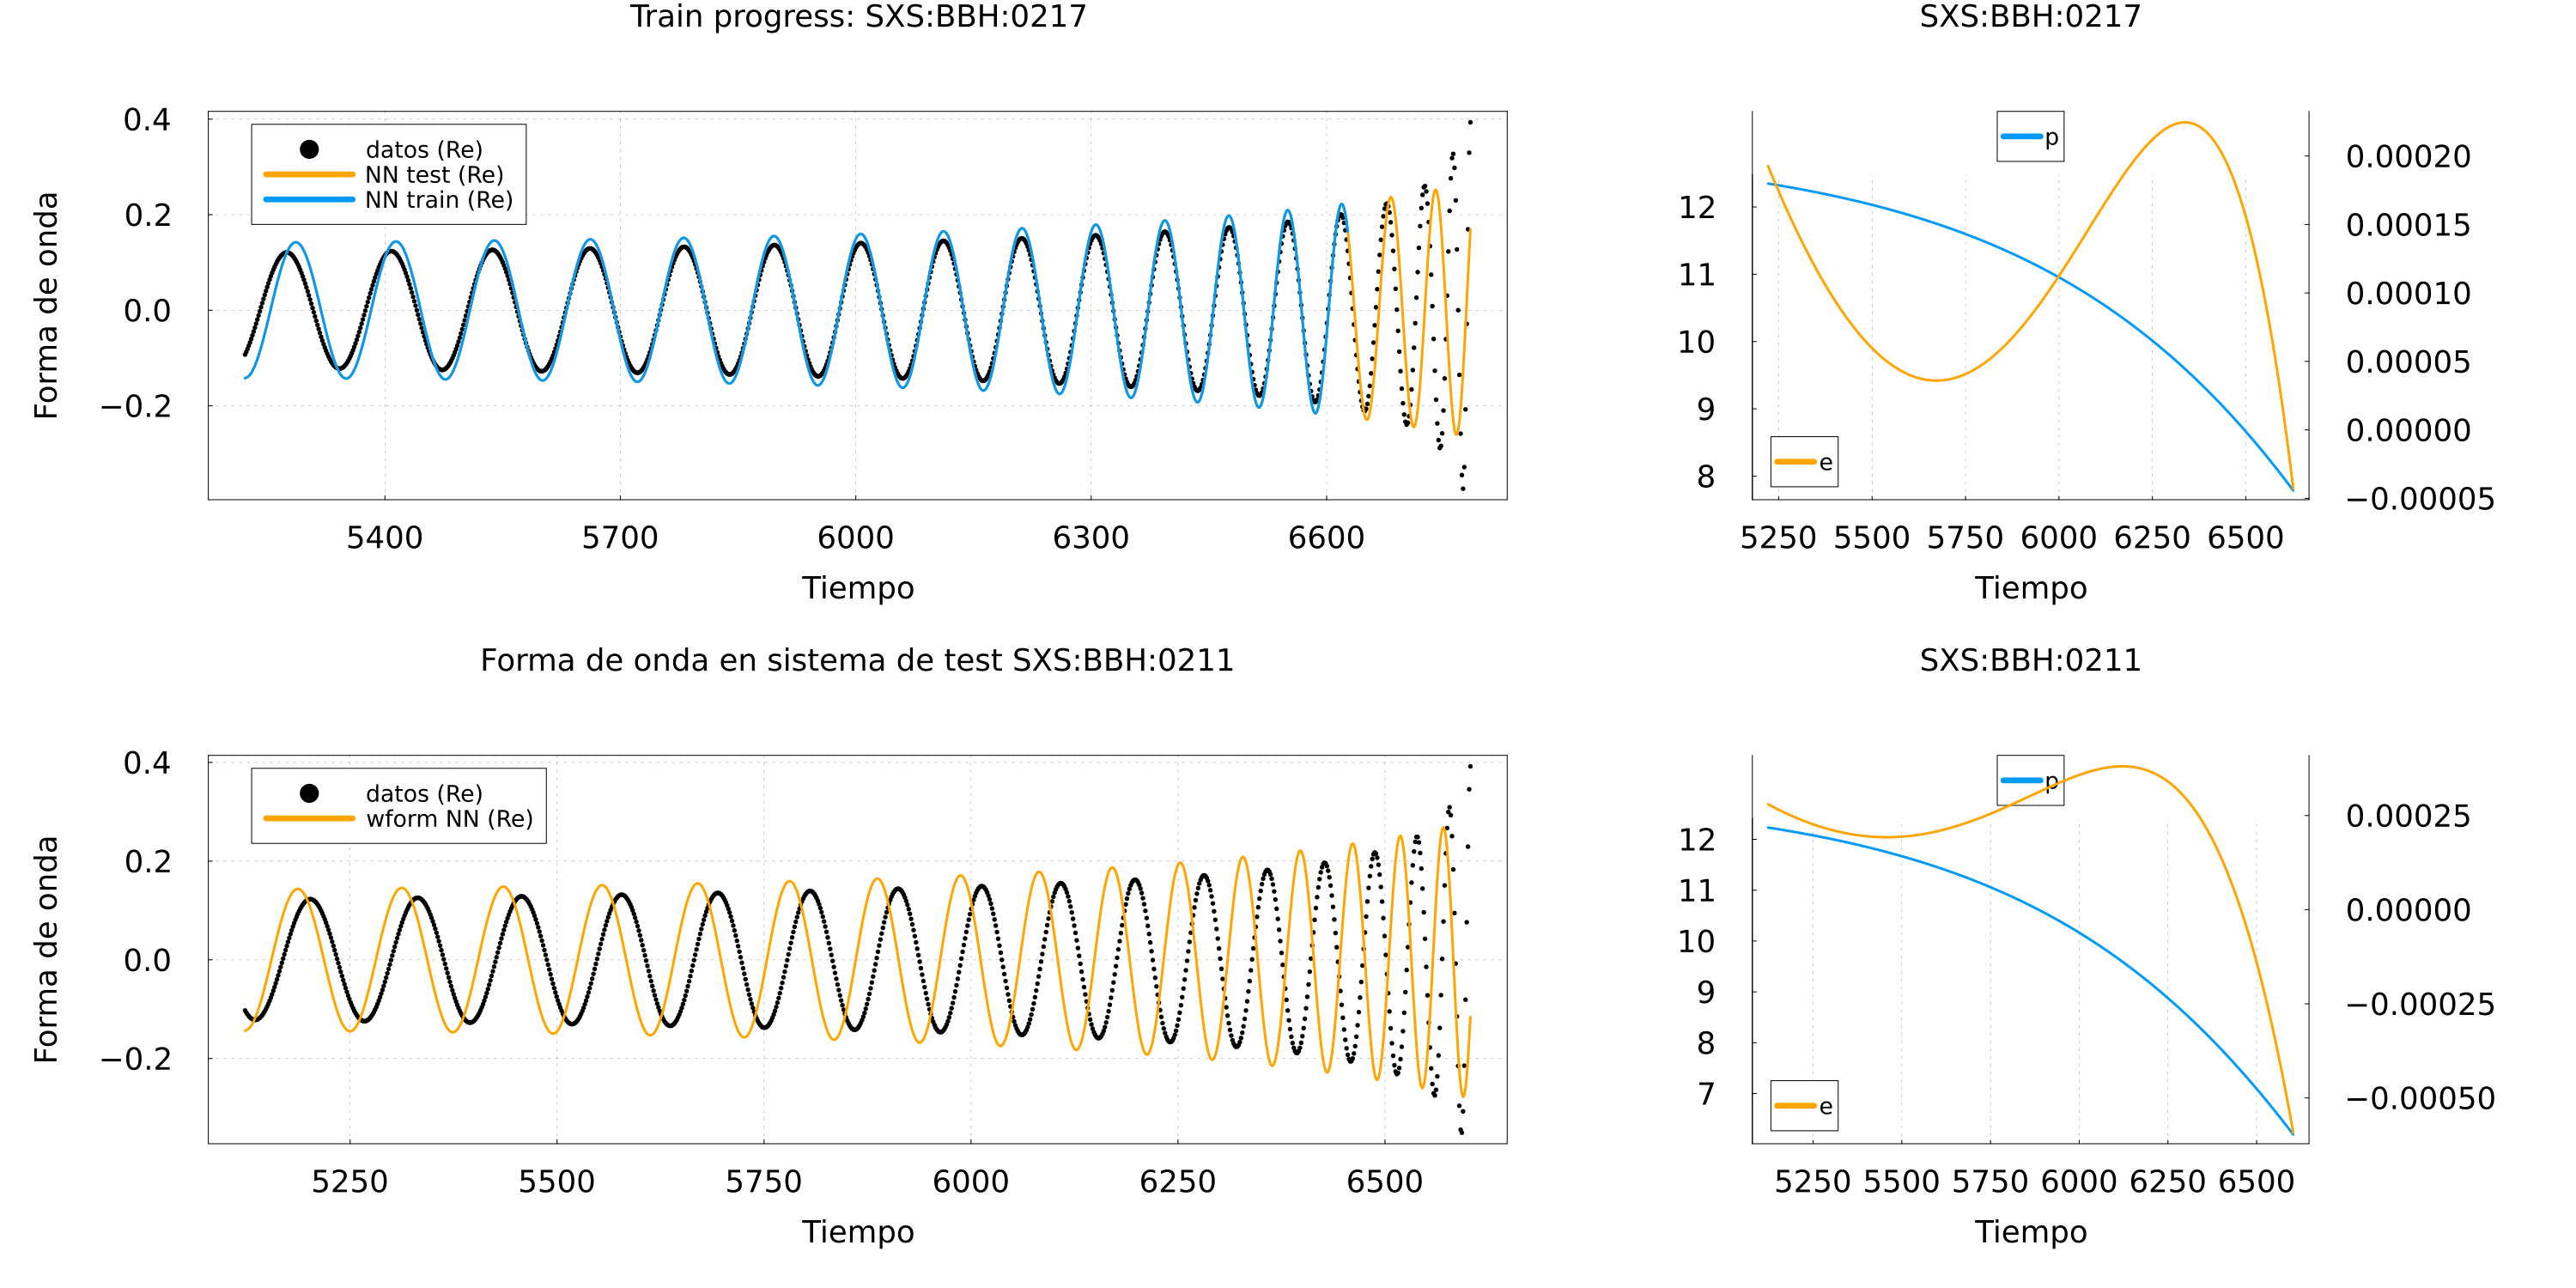 Train progress: SXS:BBH:0217
0.4
0.2
0.0
−0.2
Forma de onda
datos (Re)
NN test (Re)
NN train (Re)
5400 5700 6000 6300 6600
Tiempo
SXS:BBH:0217
12
11
10
9
8
p
e
0.00020
0.00015
0.00010
0.00005
0.00000
−0.00005
5250 5500 5750 6000 6250 6500
Tiempo
Forma de onda en sistema de test SXS:BBH:0211
0.4
0.2
0.0
−0.2
Forma de onda
datos (Re)
wform NN (Re)
5250 5500 5750 6000 6250 6500
Tiempo
SXS:BBH:0211
12
11
10
9
8
7
p
e
0.00025
0.00000
−0.00025
−0.00050
5250 5500 5750 6000 6250 6500
Tiempo